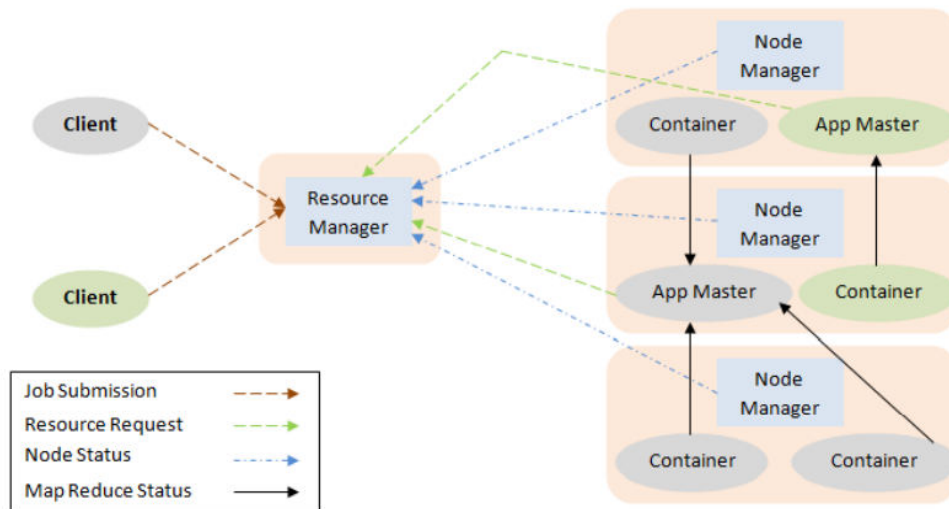 Node
Manager
Client
Container
App Master
Resource
Manager
Node
Manager
Client
App Master
Container
Node
Manager
Job Submission
Resource Request
Node Status
Map Reduce Status
Container
Container